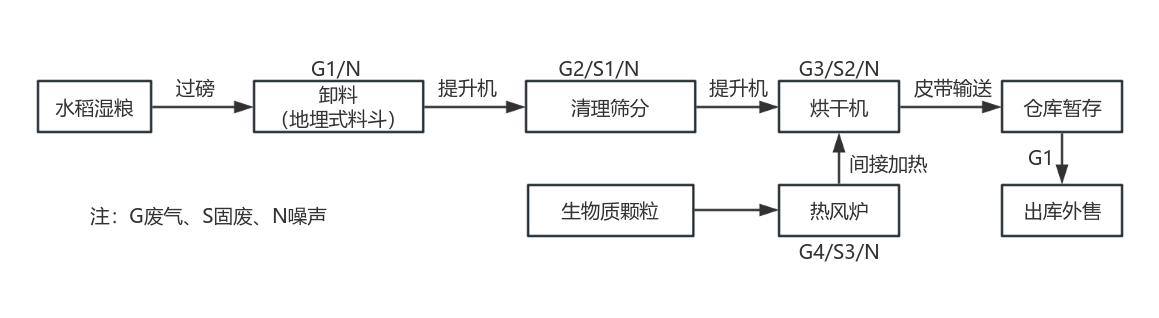 G1/N
G2/S1/N
G3/S2/N
水稻湿粮
过磅
卸料
（地埋式料斗）
提升机
清理筛分
提升机
烘干机
皮带输送
仓库暂存
间接加热
G1
注：G废气、S固废、N噪声
生物质颗粒
热风炉
出库外售
G4/S3/N